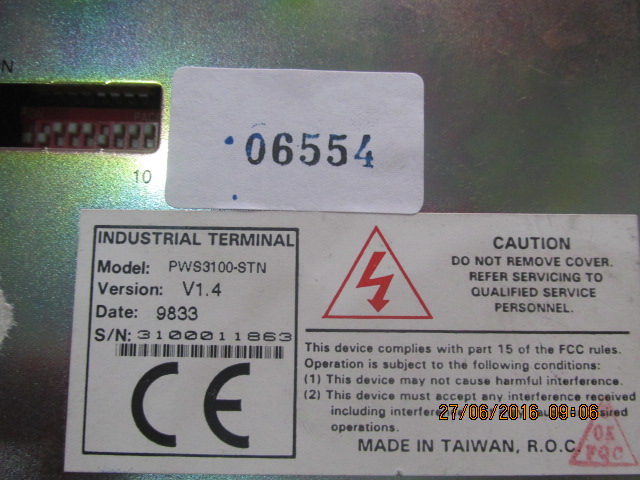 N
10
06554
INDUSTRIAL TERMINAL
Model: PWS3100-STN
Version: V1.4
Date: 9833
S/N: 3100011863
CE
CAUTION
DO NOT REMOVE COVER.
REFER SERVICING TO
QUALIFIED SERVICE
PERSONNEL.
This device complies with part 15 of the FCC rules.
Operation is subject to the following conditions:
(1) This device may not cause harmful interference.
(2) This device must accept any interference received
including desired
operations.
27/06/2016 09:06
MADE IN TAIWAN, R.O.C.
OK
FQC